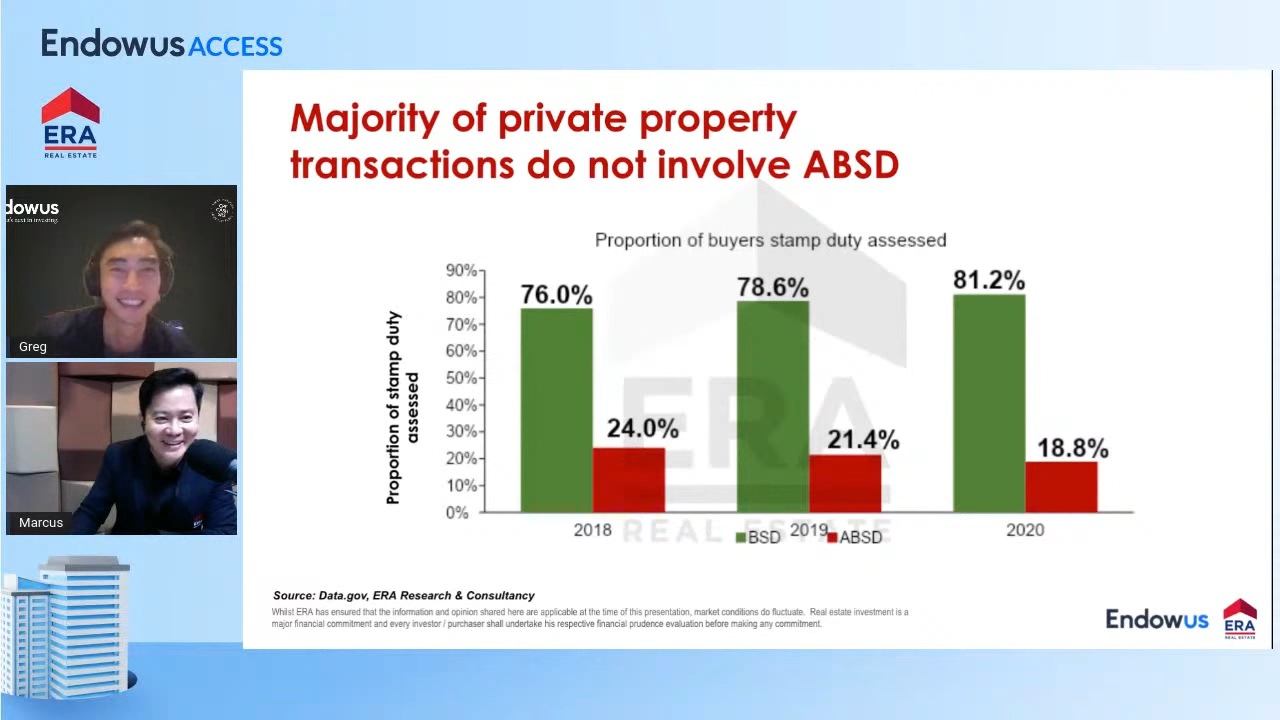 Endowus ACCESS
ERA
REAL ESTATE
dowus
Greg
Marcus
Majority of private property
transactions do not involve ABSD
Proportion of buyers stamp duty assessed
Proportion of stamp duty
assessed
90%
80%
70%
60%
50%
40%
30%
20%
10%
0%
76.0%
24.0%
78.6%
21.4%
81.2%
18.8%
2018
2019
2020
BSD
ABSD
ERA
REAL ESTATE
Source: Data.gov, ERA Research & Consultancy
Whilst ERA has ensured that the information and opinion shared here are applicable at the time of this presentation, market conditions do fluctuate. Real estate investment is a
major financial commitment and every investor / purchaser shall undertake his respective financial prudence evaluation before making any commitment.
Endowus
ERA
REAL ESTATE